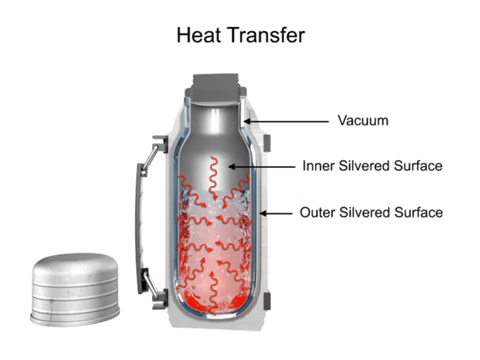 Heat Transfer
Vacuum
Inner Silvered Surface
Outer Silvered Surface